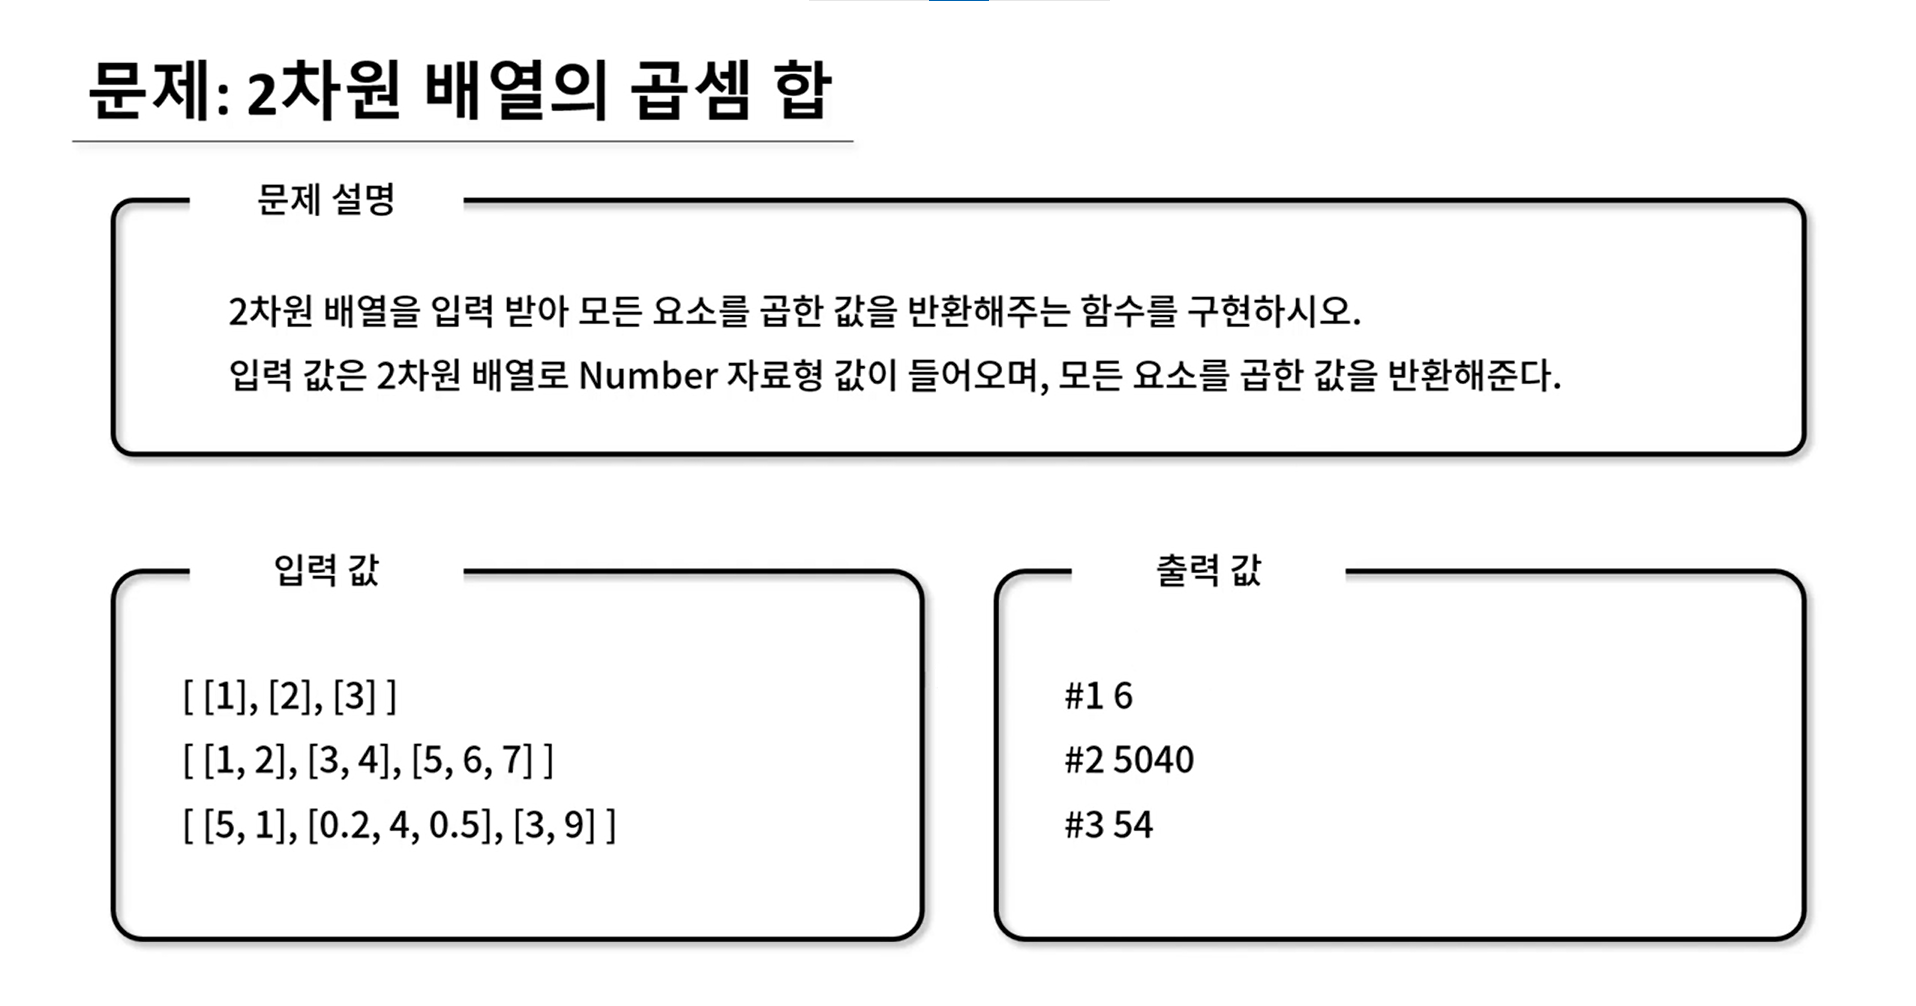 문제: 2차원 배열의 곱셈 합
문제 설명
2차원 배열을 입력 받아 모든 요소를 곱한 값을 반환해주는 함수를 구현하시오.
입력 값은 2차원 배열로 Number 자료형 값이 들어오며, 모든 요소를 곱한 값을 반환해준다.
입력 값
[ [1], [2], [3] ]
[ [1, 2], [3, 4], [5, 6, 7] ]
[ [5, 1], [0.2, 4, 0.5], [3, 9] ]
출력 값
#1 6
#2 5040
#3 54